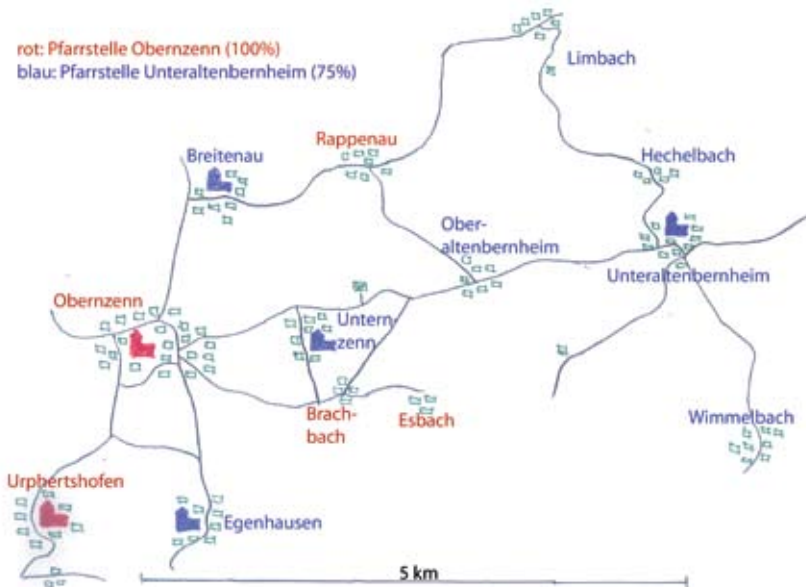 rot: Pfarrstelle Obernzenn (100%)
blau: Pfarrstelle Unteraltenbernheim (75%)
Limbach
Rappenau
Breitenau
Hechelbach
Ober-
altenbernheim
Unteraltenbernheim
Obernzenn
Untern-
zenn
Brach-
bach
Esbach
Wimmelbach
Urphertshofen
Egenhausen
5 km